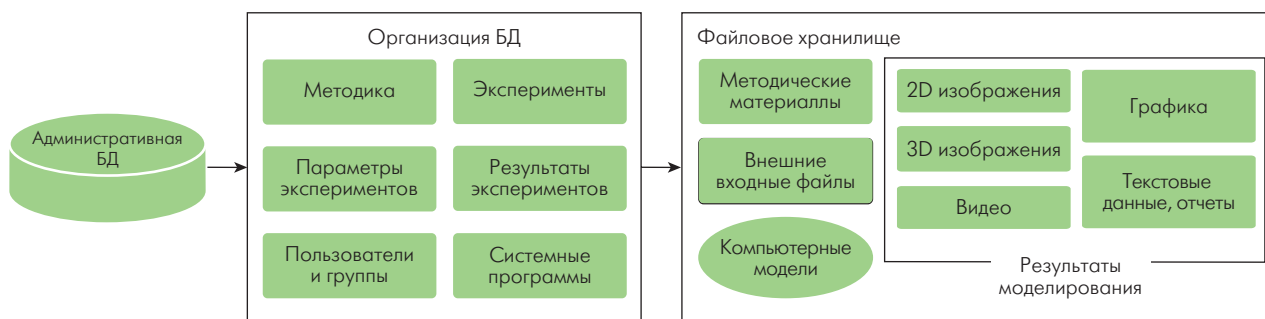 Административная
БД
Организация БД
Методика
Эксперименты
Параметры
экспериментов
Результаты
экспериментов
Пользователи
и группы
Системные
программы
Файловое хранилище
Методические
материаллы
Внешние
входные файлы
Компьютерные
модели
2D изображения
3D изображения
Видео
Графика
Текстовые
данные, отчеты
Результаты
моделирования